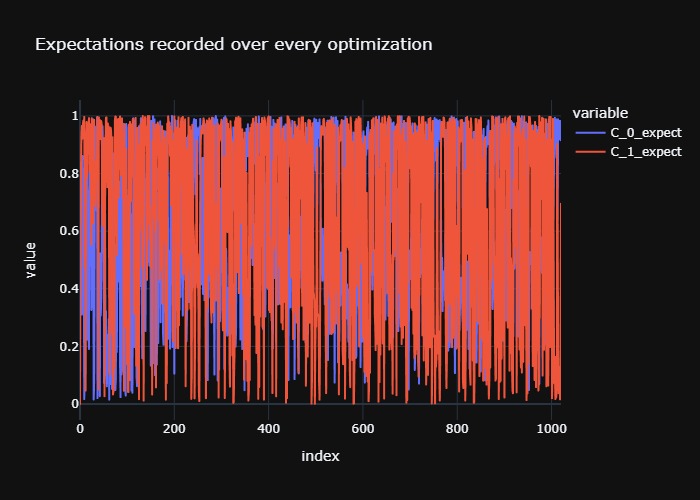 Expectations recorded over every optimization
variable
C_0_expect
C_1_expect
value
1
0.8
0.6
0.4
0.2
0
0 200 400 600 800 1000
index